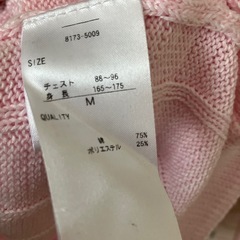 8173-5009
SIZE
チェスト 88～96
身長 165～175
M
QUALITY
綿 75%
ポリエステル 25%